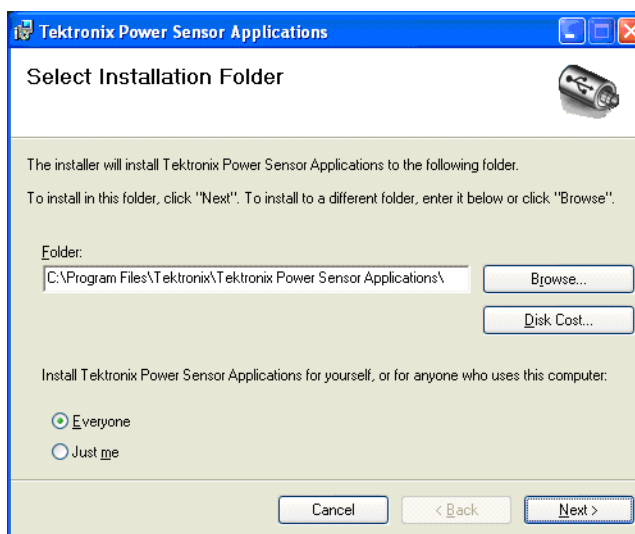 Tektronix Power Sensor Applications
Select Installation Folder
The installer will install Tektronix Power Sensor Applications to the following folder.
To install in this folder, click "Next". To install to a different folder, enter it below or click "Browse".
Folder:
C:\Program Files\Tektronix\Tektronix Power Sensor Applications\
Browse...
Disk Cost...
Install Tektronix Power Sensor Applications for yourself, or for anyone who uses this computer:
Everyone
Just me
Cancel
< Back
Next >